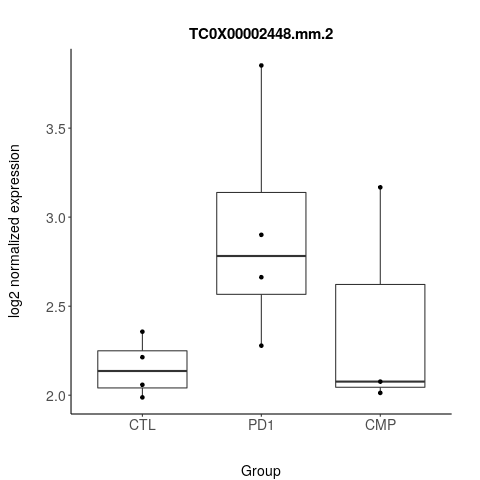 TC0X00002448.mm.2
log2 normalized expression
3.5
3.0
2.5
2.0
CTL
PD1
CMP
Group